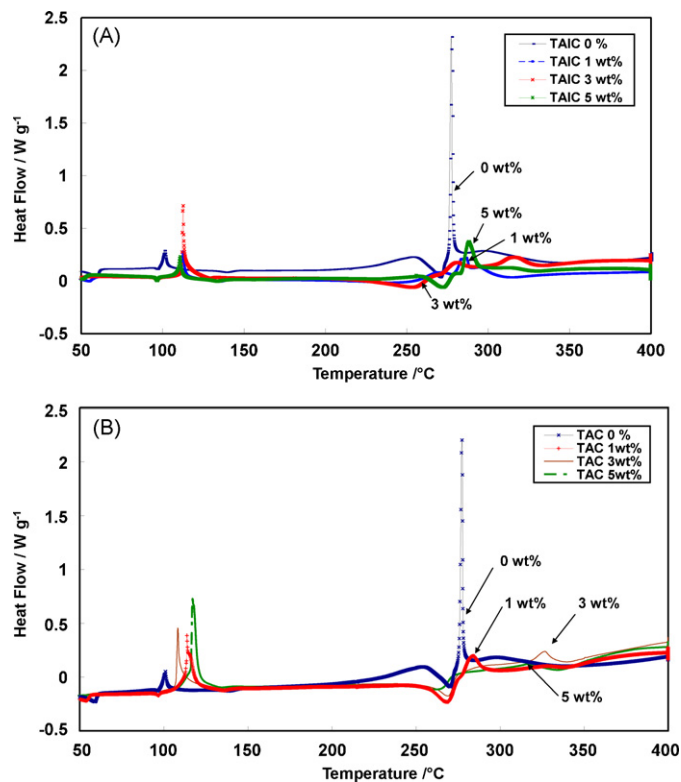 (A)
Heat Flow / W g⁻¹
2.5
2
1.5
1
0.5
0
-0.5
TAIC 0 %
TAIC 1 wt%
TAIC 3 wt%
TAIC 5 wt%
0 wt%
5 wt%
1 wt%
3 wt%
50
100
150
200
250
300
350
400
Temperature /°C
(B)
Heat Flow / W g⁻¹
2.5
2
1.5
1
0.5
0
-0.5
TAC 0 %
TAC 1wt%
TAC 3wt%
TAC 5wt%
0 wt%
1 wt%
3 wt%
5 wt%
50
100
150
200
250
300
350
400
Temperature /°C